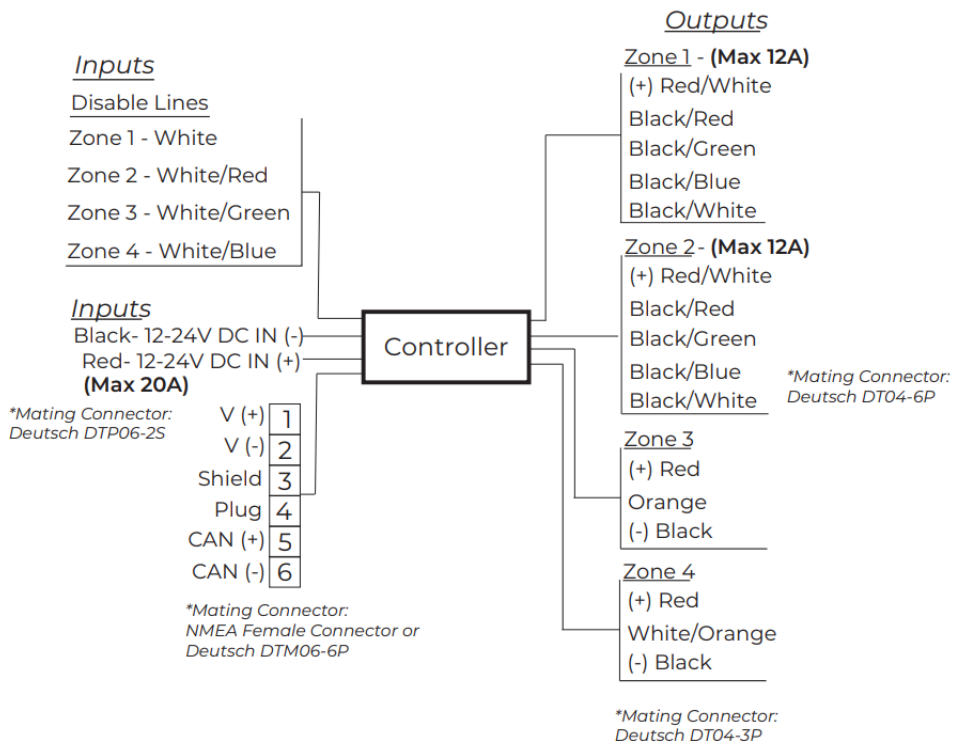 Inputs
Disable Lines
Zone 1 - White
Zone 2 - White/Red
Zone 3 - White/Green
Zone 4 - White/Blue
Inputs
Black- 12-24V DC IN (-)
Red- 12-24V DC IN (+)
(Max 20A)
*Mating Connector:
Deutsch DTP06-2S
V (+) 1
V (-) 2
Shield 3
Plug 4
CAN (+) 5
CAN (-) 6
*Mating Connector:
NMEA Female Connector or
Deutsch DTM06-6P
Controller
Outputs
Zone 1 - (Max 12A)
(+) Red/White
Black/Red
Black/Green
Black/Blue
Black/White
Zone 2- (Max 12A)
(+) Red/White
Black/Red
Black/Green
Black/Blue
Black/White
*Mating Connector:
Deutsch DT04-6P
Zone 3
(+) Red
Orange
(-) Black
Zone 4
(+) Red
White/Orange
(-) Black
*Mating Connector:
Deutsch DT04-3P